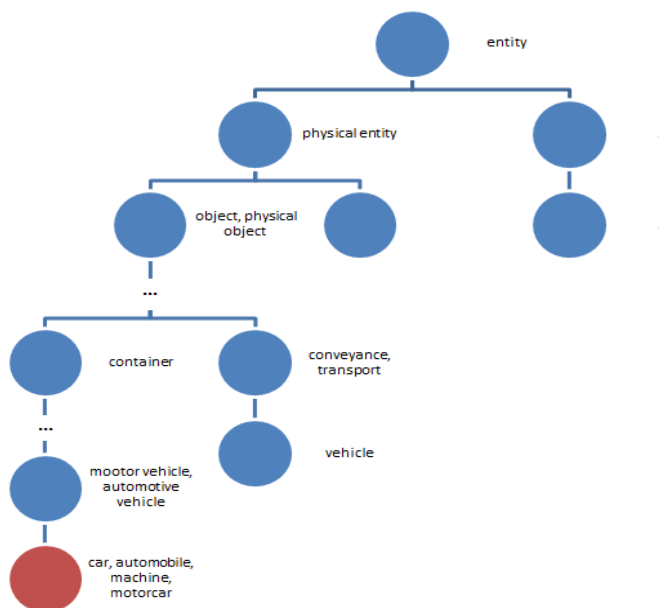 entity
physical entity
object, physical
object
...
container
conveyance,
transport
...
vehicle
mootor vehicle,
automotive
vehicle
car, automobile,
machine,
motorcar